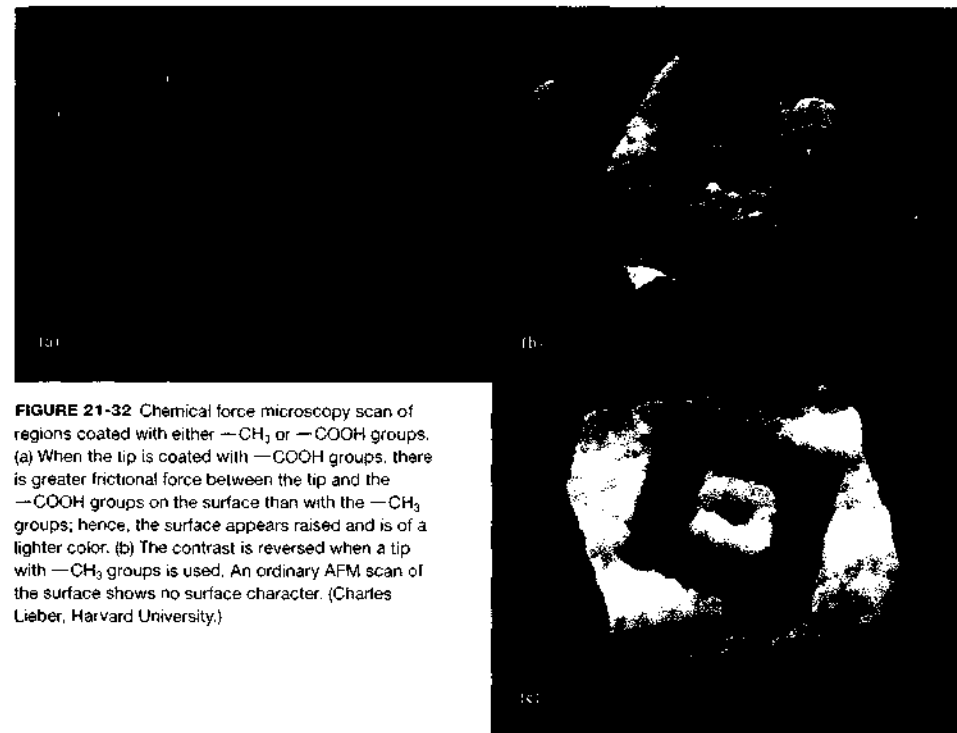 (a)
(b)
FIGURE 21-32 Chemical force microscopy scan of
regions coated with either —CH₃ or —COOH groups.
(a) When the tip is coated with —COOH groups, there
is greater frictional force between the tip and the
—COOH groups on the surface than with the —CH₃
groups; hence, the surface appears raised and is of a
lighter color. (b) The contrast is reversed when a tip
with —CH₃ groups is used. An ordinary AFM scan of
the surface shows no surface character. (Charles
Lieber, Harvard University.)
(c)